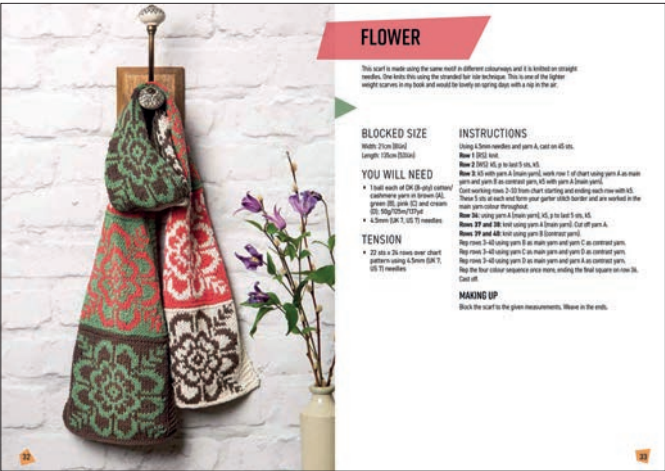 FLOWER
This scarf is made using the same motif in different colourways and it is knitted on straight
needles. One knits this using the stranded fair isle technique. This is one of the lighter
weight scarves in my book and would be lovely on spring days with a nip in the air.
BLOCKED SIZE
Width: 21cm (8¼in)
Length: 135cm (53¼in)
YOU WILL NEED
• 1 ball each of DK (8-ply) cotton/
cashmere yarn in brown (A),
green (B), pink (C) and cream
(D); 50g/125m/137yd
• 4.5mm (UK 7, US 7) needles
TENSION
• 22 sts x 24 rows over chart
pattern using 4.5mm (UK 7,
US 7) needles
INSTRUCTIONS
Using 4.5mm needles and yarn A, cast on 45 sts.
Row 1 (RS): knit.
Row 2 (WS): k5, p to last 5 sts, k5.
Row 3: k5 with yarn A (main yarn); work row 1 of chart using yarn A as main
yarn and yarn B as contrast yarn, k5 with yarn A (main yarn).
Cont working rows 2–33 from chart starting and ending each row with k5.
These 5 sts at each end form your garter stitch border and are worked in the
main yarn colour throughout.
Row 36: using yarn A (main yarn), k5, p to last 5 sts, k5.
Rows 37 and 38: knit using yarn A (main yarn). Cut off yarn A.
Rows 39 and 40: knit using yarn B (contrast yarn).
Rep rows 3–40 using yarn B as main yarn and yarn C as contrast yarn.
Rep rows 3–40 using yarn C as main yarn and yarn D as contrast yarn.
Rep rows 3–40 using yarn D as main yarn and yarn A as contrast yarn.
Rep the four colour sequence once more, ending the final square on row 36.
Cast off.
MAKING UP
Block the scarf to the given measurements. Weave in the ends.
32
33